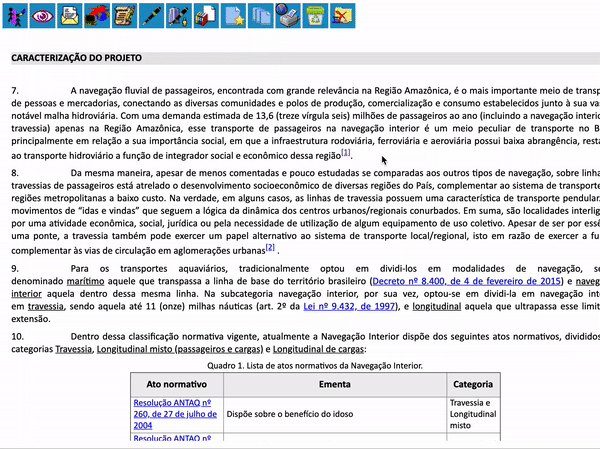 CARACTERIZAÇÃO DO PROJETO
7. A navegação fluvial de passageiros, encontrada com grande relevância na Região Amazônica, é o mais importante meio de transp
de pessoas e mercadorias, conectando as diversas comunidades e polos de produção, comercialização e consumo estabelecidos junto à sua va
notável malha hidroviária. Com uma demanda estimada de 13,6 (treze vírgula seis) milhões de passageiros ao ano (incluindo a navegação interio
travessia) apenas na Região Amazônica, esse transporte de passageiros na navegação interior é um meio peculiar de transporte no B
principalmente em relação a sua importância social, em que a infraestrutura rodoviária, ferroviária e aeroviária possui baixa abrangência, resta
ao transporte hidroviário a função de integrador social e econômico dessa região[1].
8. Da mesma maneira, apesar de menos comentadas e pouco estudadas se comparadas aos outros tipos de navegação, sobre linha
travessias de passageiros está atrelado o desenvolvimento socioeconômico de diversas regiões do País, complementar ao sistema de transporte
regiões metropolitanas a baixo custo. Na verdade, em alguns casos, as linhas de travessia possuem uma característica de transporte pendular.
movimentos de "idas e vindas" que seguem a lógica da dinâmica dos centros urbanos/regionais conurbados. Em suma, são localidades interlig
por uma atividade econômica, social, jurídica ou pela necessidade de utilização de algum equipamento de uso coletivo. Apesar de ser por essê
uma ponte, a travessia também pode exercer um papel alternativo ao sistema de transporte local/regional, isto em razão de exercer a fu
complementar às vias de circulação em aglomerações urbanas[2] .
9. Para os transportes aquaviários, tradicionalmente optou em dividi-los em modalidades de navegação, se
denominado marítimo aquele que transpassa a linha de base do território brasileiro (Decreto nº 8.400, de 4 de fevereiro de 2015) e naveg
interior aquela dentro dessa mesma linha. Na subcategoria navegação interior, por sua vez, optou-se em dividi-la em navegação inte
em travessia, sendo aquela até 11 (onze) milhas náuticas (art. 2º da Lei nº 9.432, de 1997), e longitudinal aquela que ultrapassa esse limit
extensão.
10. Dentro dessa classificação normativa vigente, atualmente a Navegação Interior dispõe dos seguintes atos normativos, divididos
categorias Travessia, Longitudinal misto (passageiros e cargas) e Longitudinal de cargas:
Quadro 1. Lista de atos normativos da Navegação Interior.
Ato normativo Ementa Categoria
Resolução ANTAQ nº
260, de 27 de julho de
2004
Dispõe sobre o benefício do idoso
Travessia e
Longitudinal
misto
Resolução ANTAQ nº